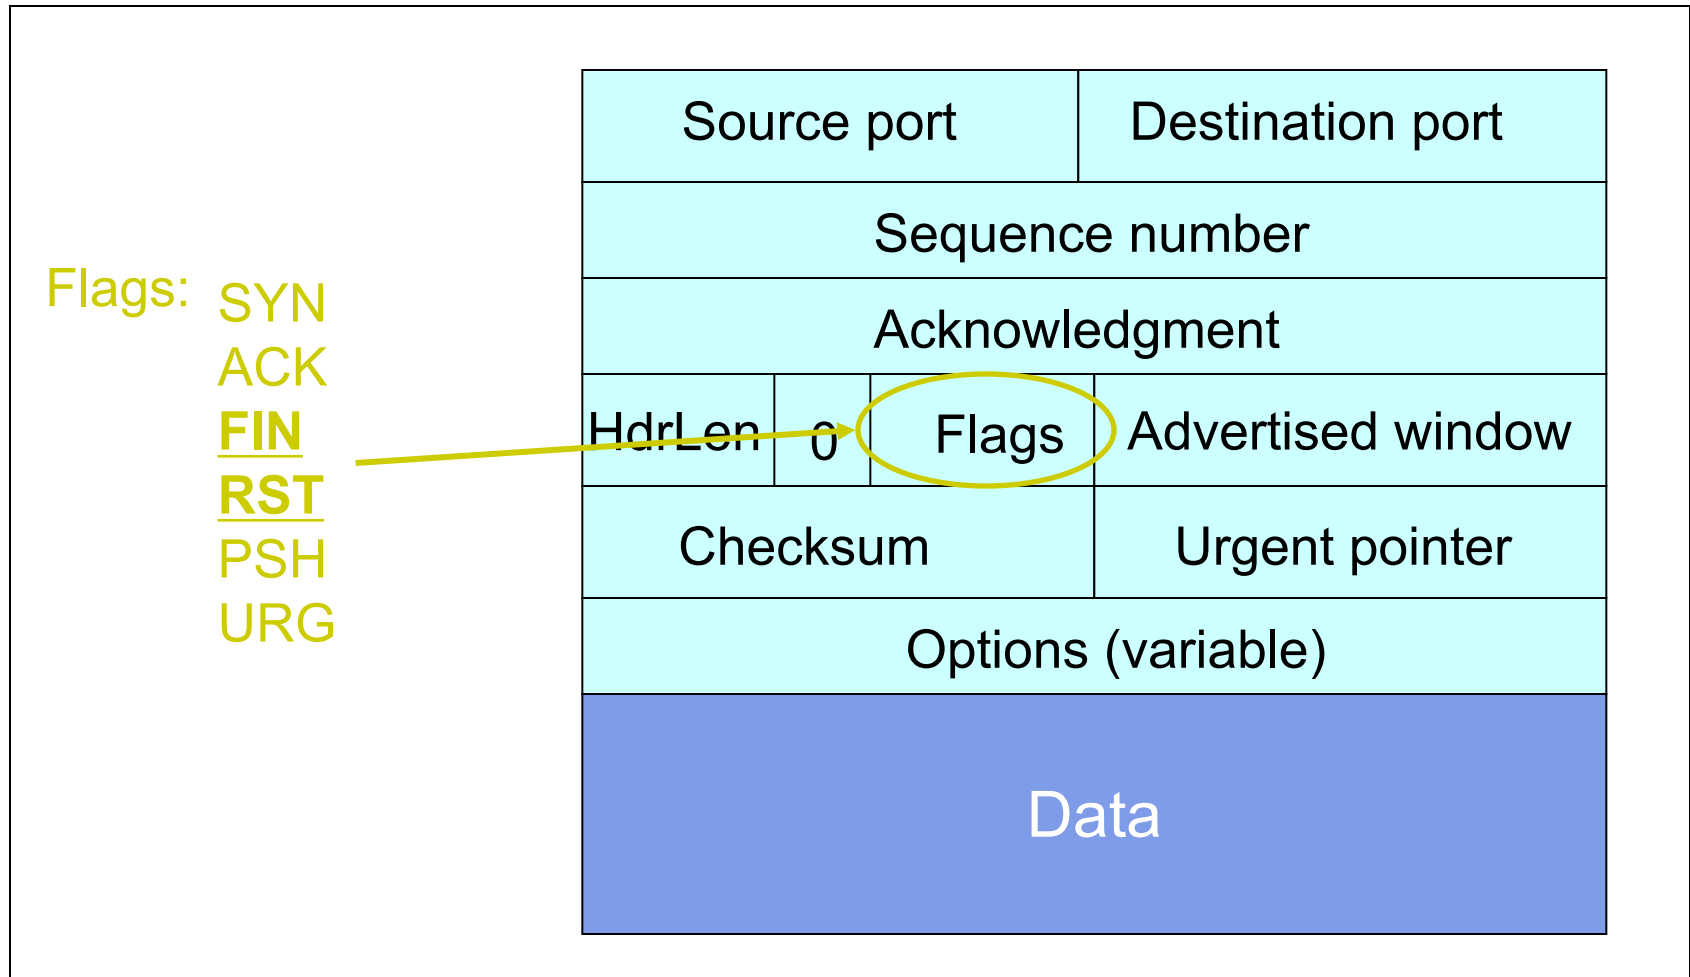 Flags:
SYN
ACK
FIN
RST
PSH
URG
Source port
Destination port
Sequence number
Acknowledgment
HdrLen
0
Flags
Advertised window
Checksum
Urgent pointer
Options (variable)
Data